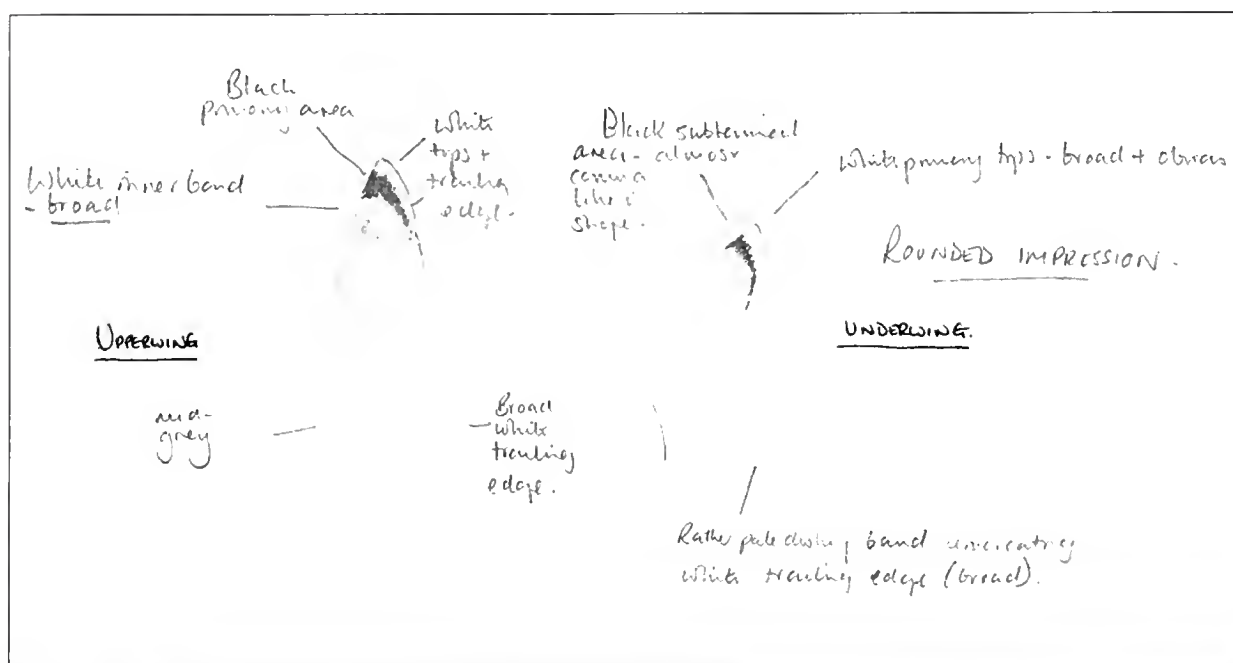 Black
primary area
White
tips +
trailing
edge.
White inner band
- broad
Black subterminal
area - almost
comma
like
shape.
White primary tips - broad + obvious
ROUNDED IMPRESSION.
UPPERWING
UNDERWING.
mid-
grey
Broad
white
trailing
edge.
Rather pale dusky band
white trailing edge (broad).